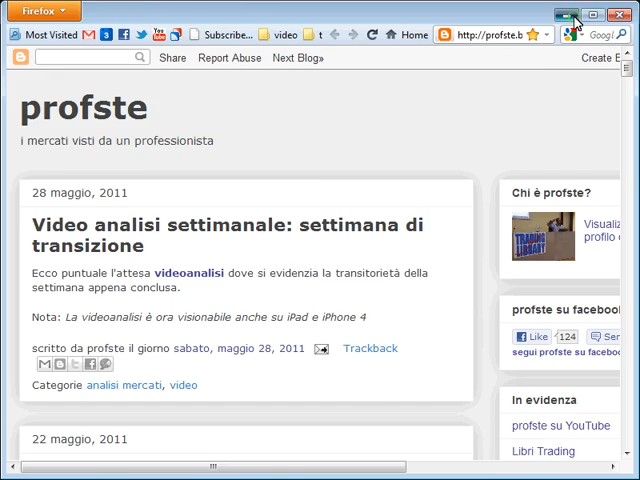 Firefox
Most Visited
Subscribe...
video
t
Home
http://profste.b
Googl
Share
Report Abuse
Next Blog»
Create B
profste
i mercati visti da un professionista
28 maggio, 2011
Video analisi settimanale: settimana di
transizione
Ecco puntuale l'attesa videoanalisi dove si evidenzia la transitorietà della
settimana appena conclusa.
Nota: La videoanalisi è ora visionabile anche su iPad e iPhone 4
scritto da profste il giorno sabato, maggio 28, 2011
Trackback
Categorie analisi mercati, video
22 maggio, 2011
Chi è profste?
TRADING
LIBRARY
Visualiz
profilo c
profste su facebook
Like
124
Sen
segui profste su faceboo
In evidenza
profste su YouTube
Libri Trading